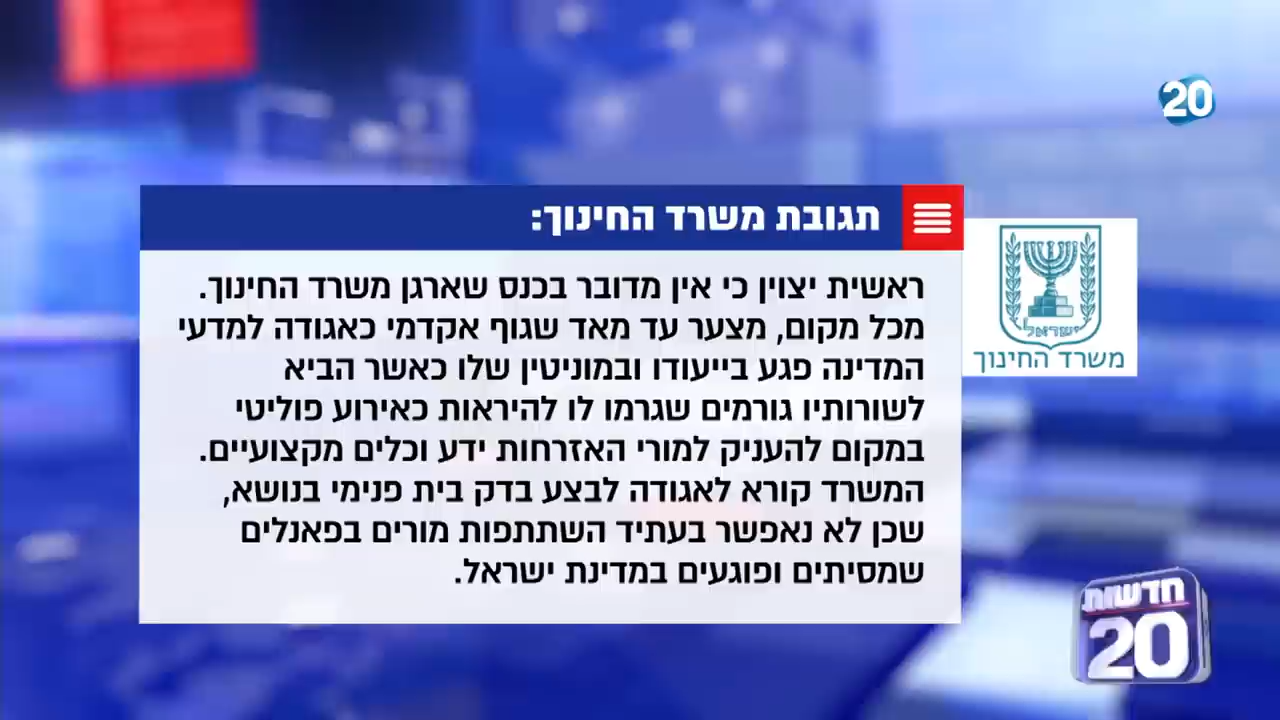 20
תגובת משרד החינוך:
ישראל
משרד החינוך
ראשית יצוין כי אין מדובר בכנס שארגן משרד החינוך.
מכל מקום, מצער עד מאד שגוף אקדמי כאגודה למדעי
המדינה פגע בייעודו ובמוניטין שלו כאשר הביא
לשורותיו גורמים שגרמו לו להיראות כאירוע פוליטי
במקום להעניק למורי האזרחות ידע וכלים מקצועיים.
המשרד קורא לאגודה לבצע בדק בית פנימי בנושא,
שכן לא נאפשר בעתיד השתתפות מורים בפאנלים
שמסיתים ופוגעים במדינת ישראל.
חדשות
20